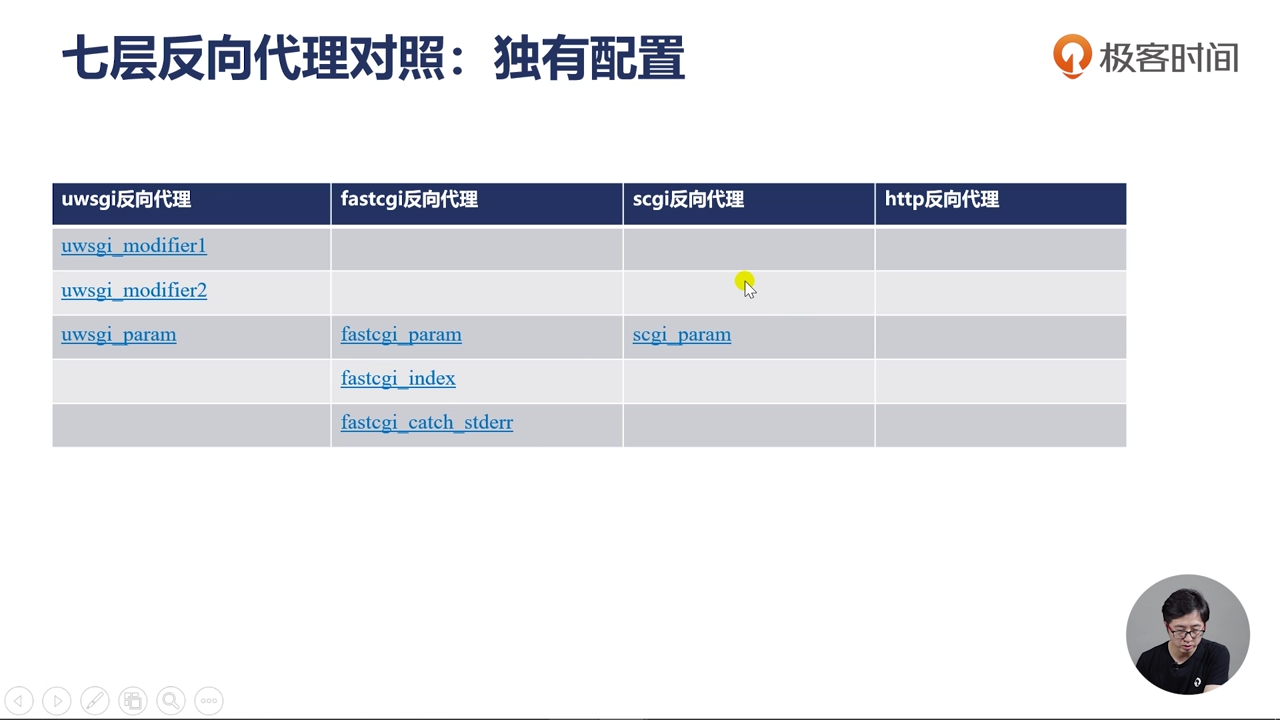 七层反向代理对照：独有配置
极客时间
uwsgi反向代理 fastcgi反向代理 scgi反向代理 http反向代理
uwsgi_modifier1
uwsgi_modifier2
uwsgi_param fastcgi_param scgi_param
fastcgi_index
fastcgi_catch_stderr